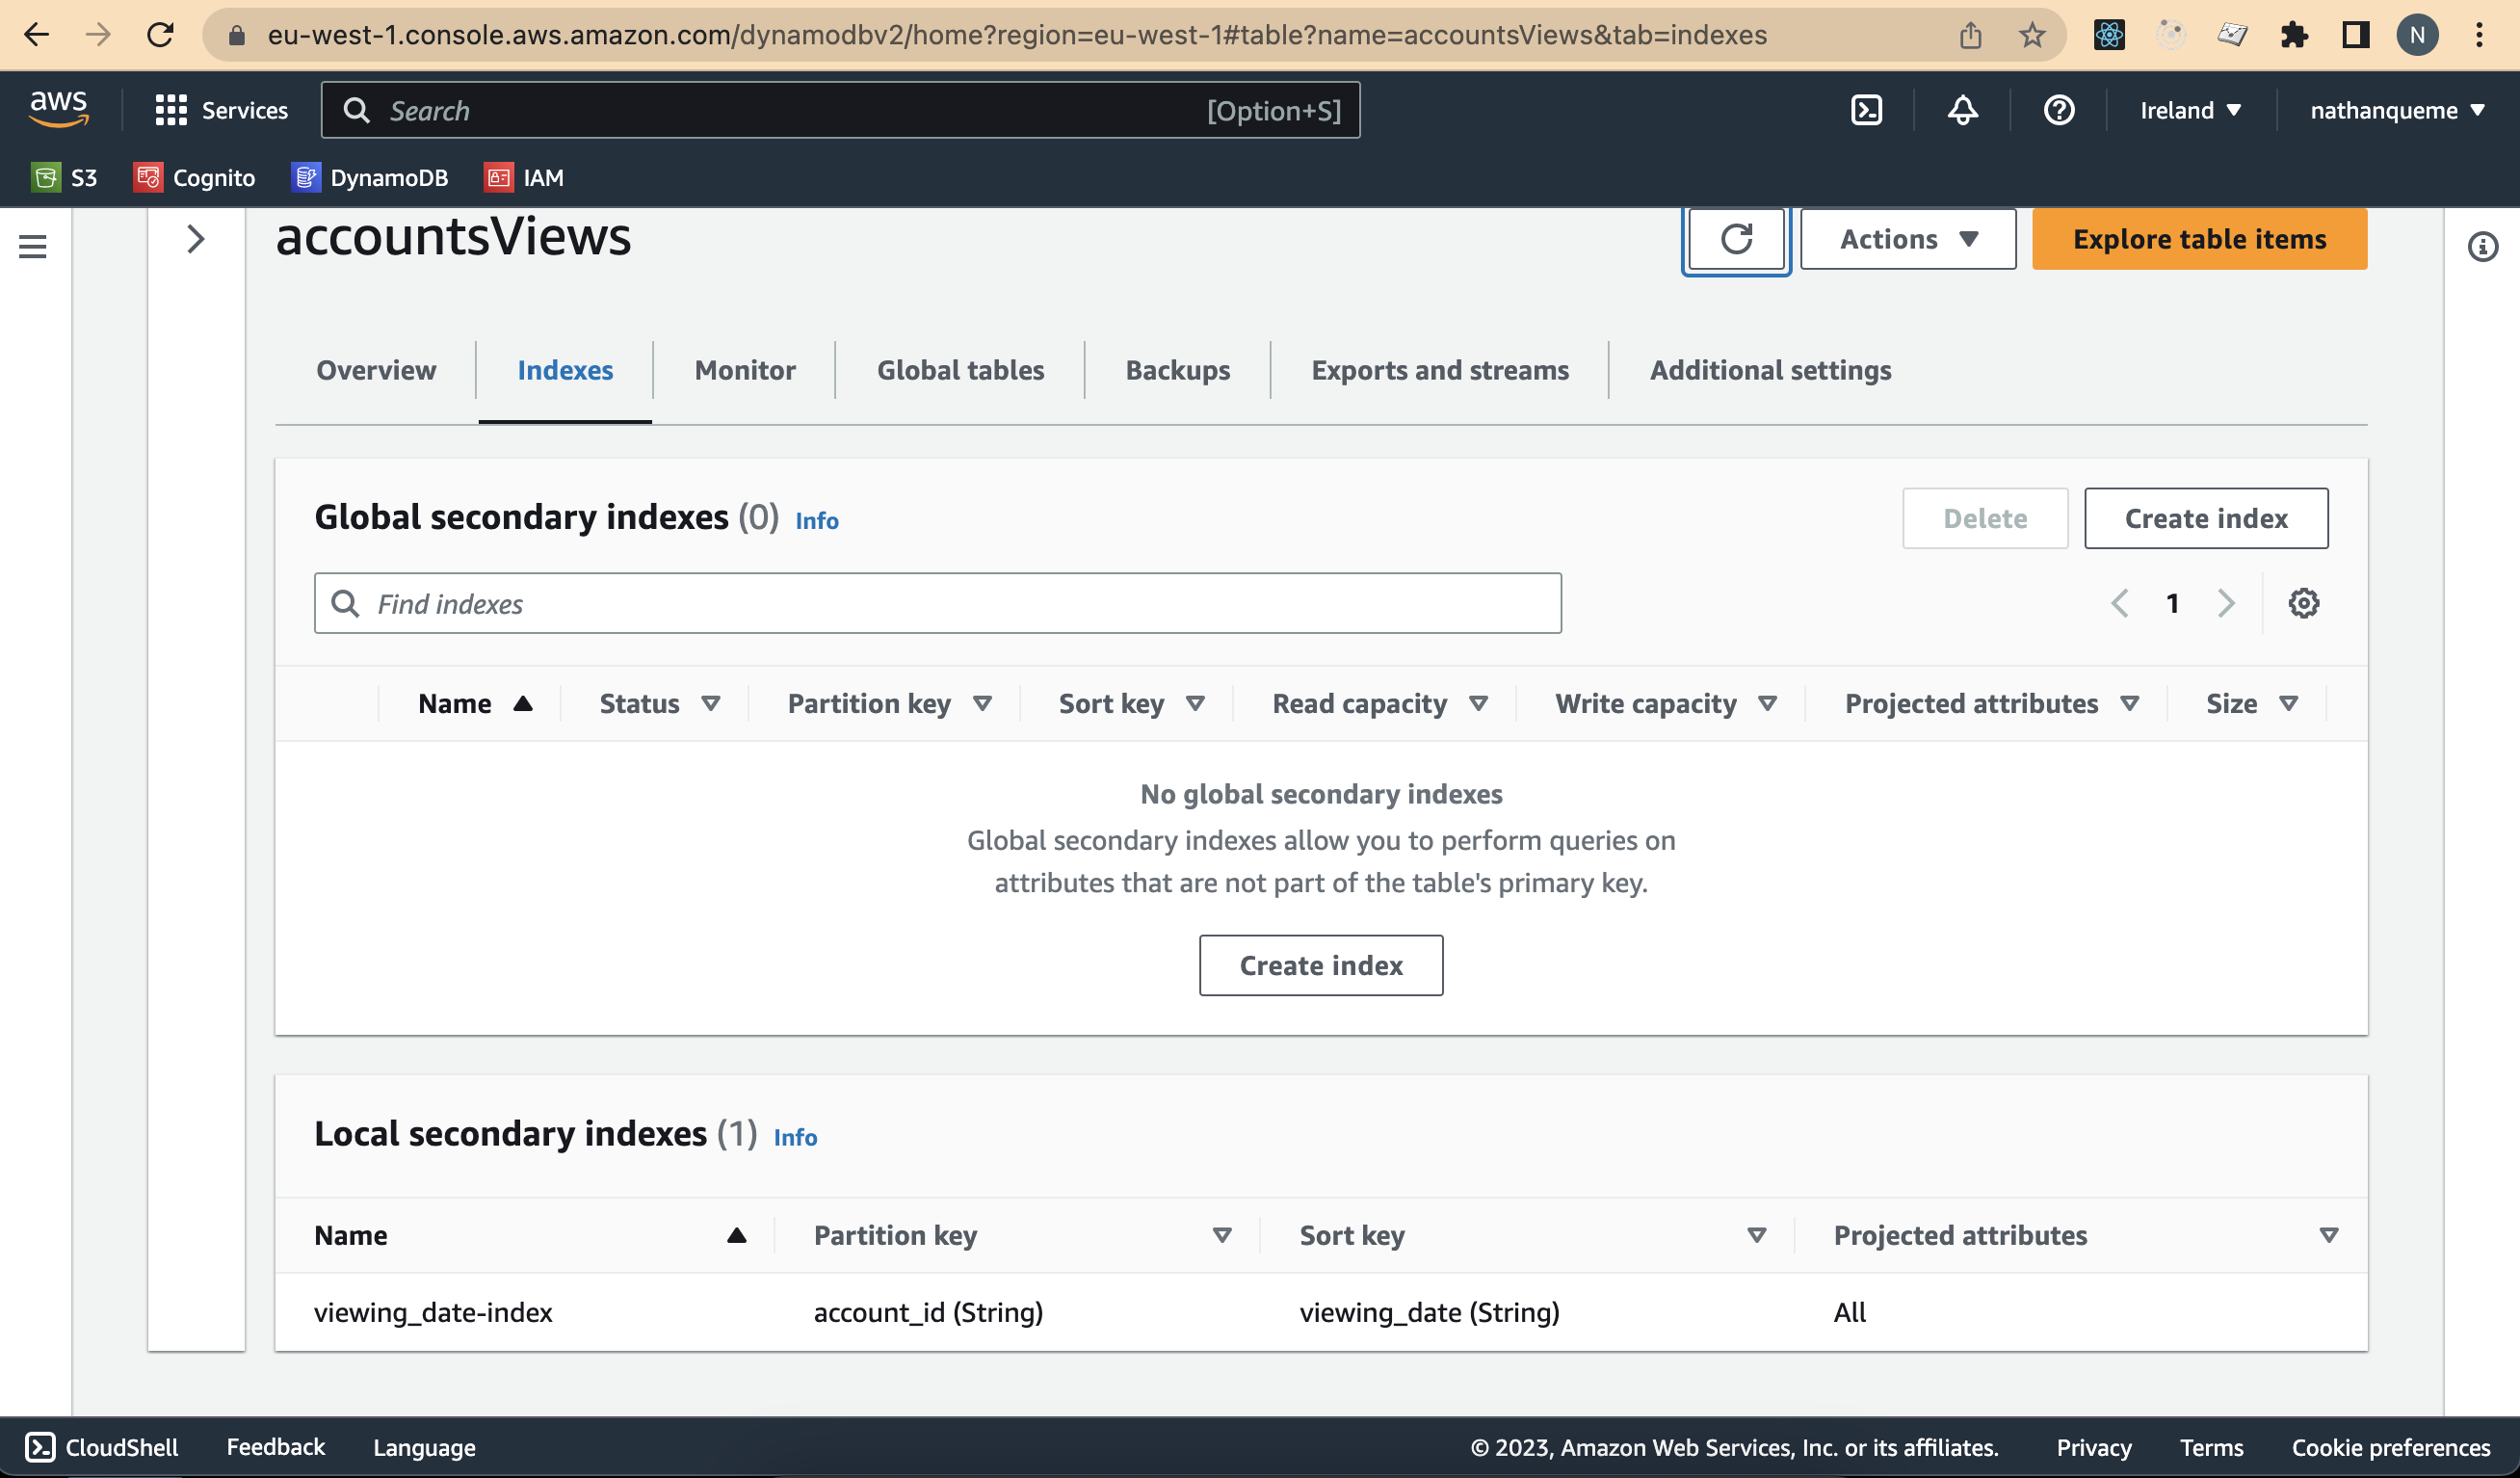 eu-west-1.console.aws.amazon.com/dynamodbv2/home?region=eu-west-1#table?name=accountsViews&tab=indexes
N
aws
Services
Search
[Option+S]
Ireland
nathanqueme
S3
Cognito
DynamoDB
IAM
accountsViews
Actions
Explore table items
Overview
Indexes
Monitor
Global tables
Backups
Exports and streams
Additional settings
Global secondary indexes (0) Info
Delete
Create index
Find indexes
1
Name
Status
Partition key
Sort key
Read capacity
Write capacity
Projected attributes
Size
No global secondary indexes
Global secondary indexes allow you to perform queries on
attributes that are not part of the table's primary key.
Create index
Local secondary indexes (1) Info
Name
Partition key
Sort key
Projected attributes
viewing_date-index
account_id (String)
viewing_date (String)
All
CloudShell
Feedback
Language
© 2023, Amazon Web Services, Inc. or its affiliates.
Privacy
Terms
Cookie preferences